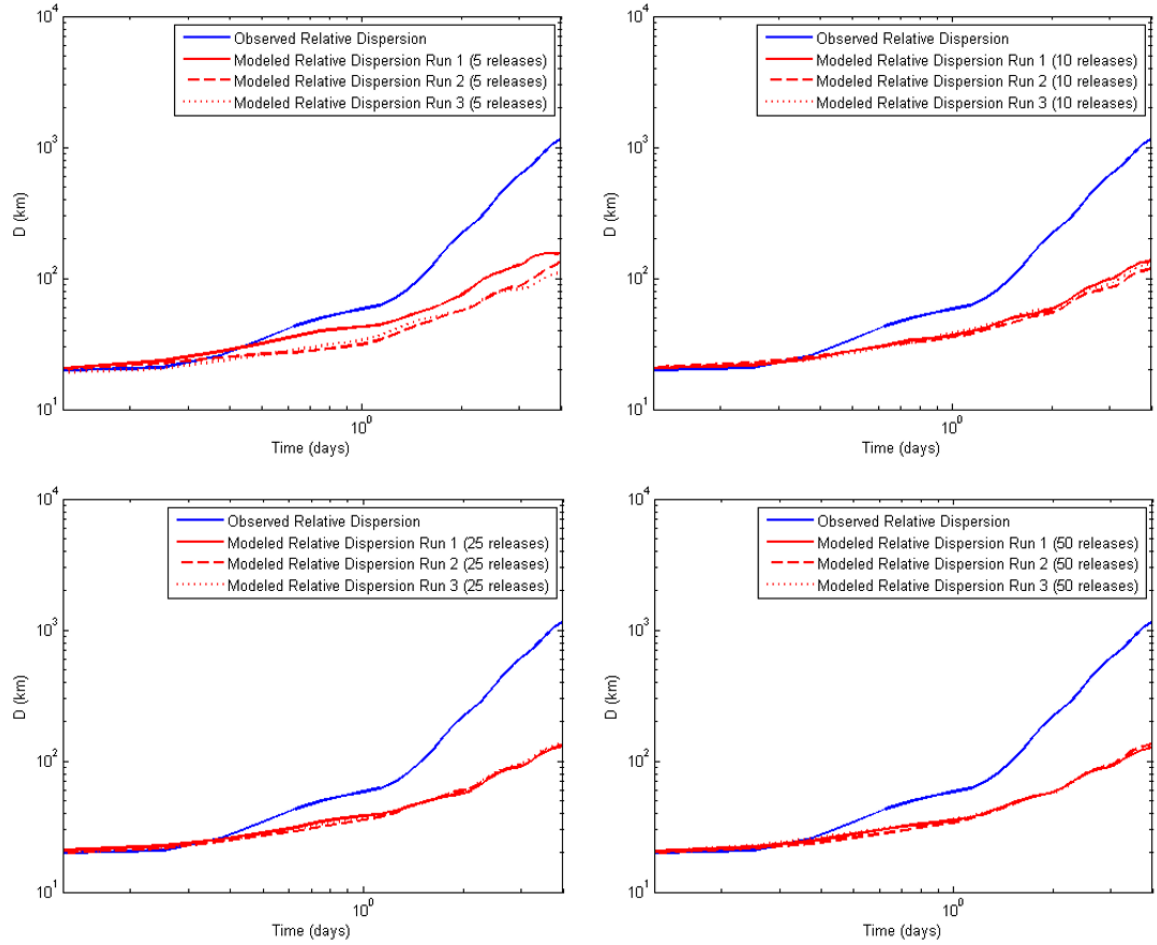 10^4
Observed Relative Dispersion
Modeled Relative Dispersion Run 1 (5 releases)
Modeled Relative Dispersion Run 2 (5 releases)
Modeled Relative Dispersion Run 3 (5 releases)
10^3
D (km)
10^2
10^1
10^0
Time (days)
10^4
Observed Relative Dispersion
Modeled Relative Dispersion Run 1 (10 releases)
Modeled Relative Dispersion Run 2 (10 releases)
Modeled Relative Dispersion Run 3 (10 releases)
10^3
D (km)
10^2
10^1
10^0
Time (days)
10^4
Observed Relative Dispersion
Modeled Relative Dispersion Run 1 (25 releases)
Modeled Relative Dispersion Run 2 (25 releases)
Modeled Relative Dispersion Run 3 (25 releases)
10^3
D (km)
10^2
10^1
10^0
Time (days)
10^4
Observed Relative Dispersion
Modeled Relative Dispersion Run 1 (50 releases)
Modeled Relative Dispersion Run 2 (50 releases)
Modeled Relative Dispersion Run 3 (50 releases)
10^3
D (km)
10^2
10^1
10^0
Time (days)